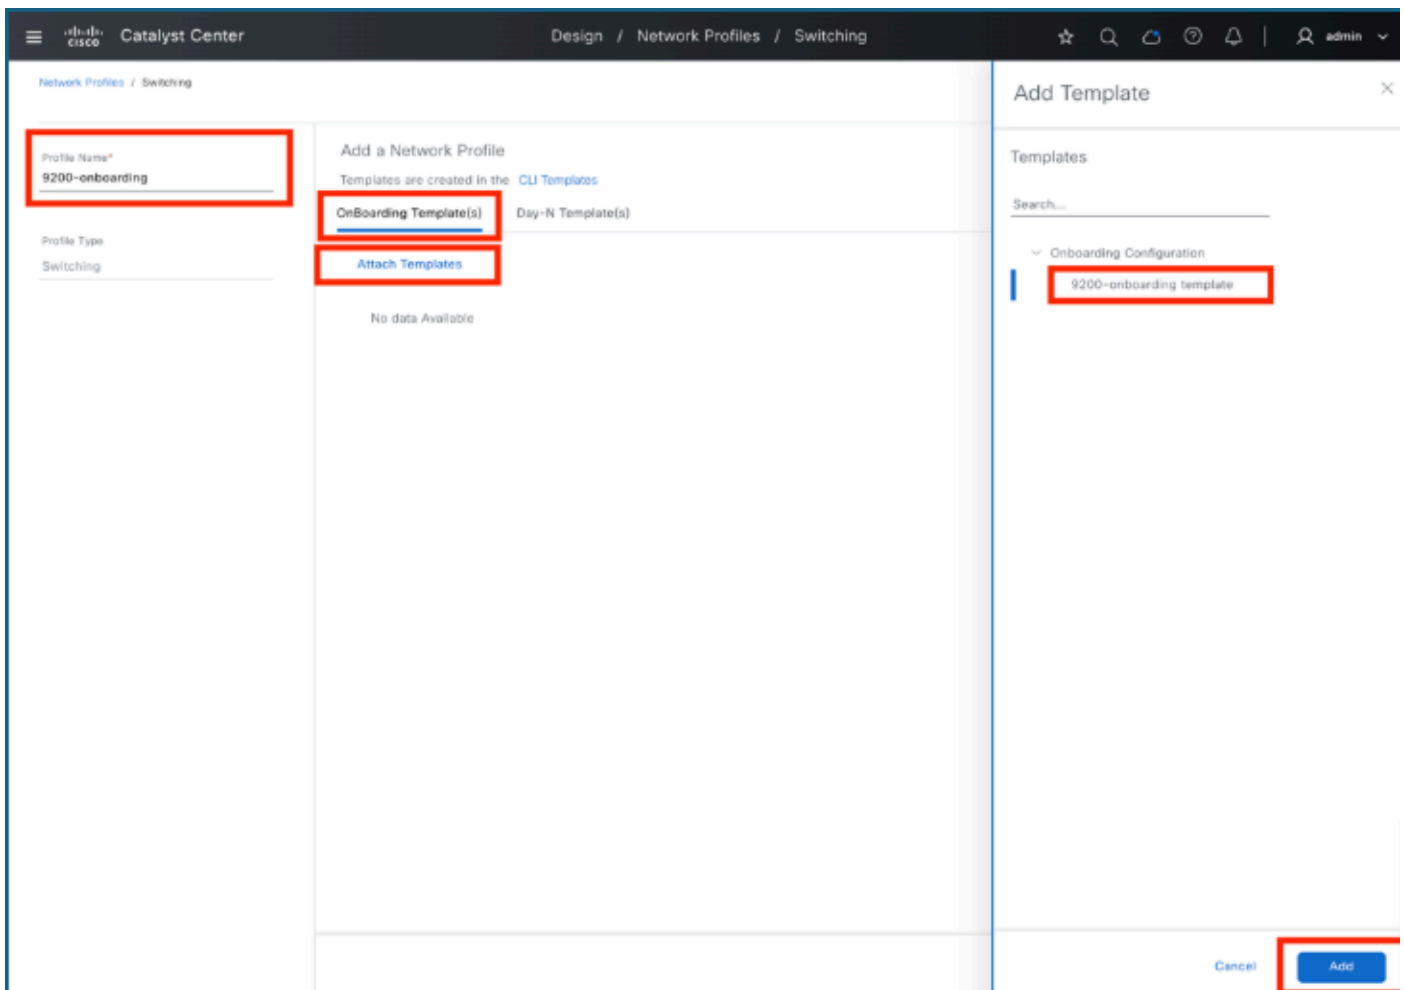 cisco Catalyst Center
Design / Network Profiles / Switching
admin
Network Profiles / Switching
Profile Name*
9200-onboarding
Profile Type
Switching
Add a Network Profile
Templates are created in the CLI Templates
OnBoarding Template(s) Day-N Template(s)
Attach Templates
No data Available
Add Template
Templates
Search...
Onboarding Configuration
9200-onboarding template
Cancel Add